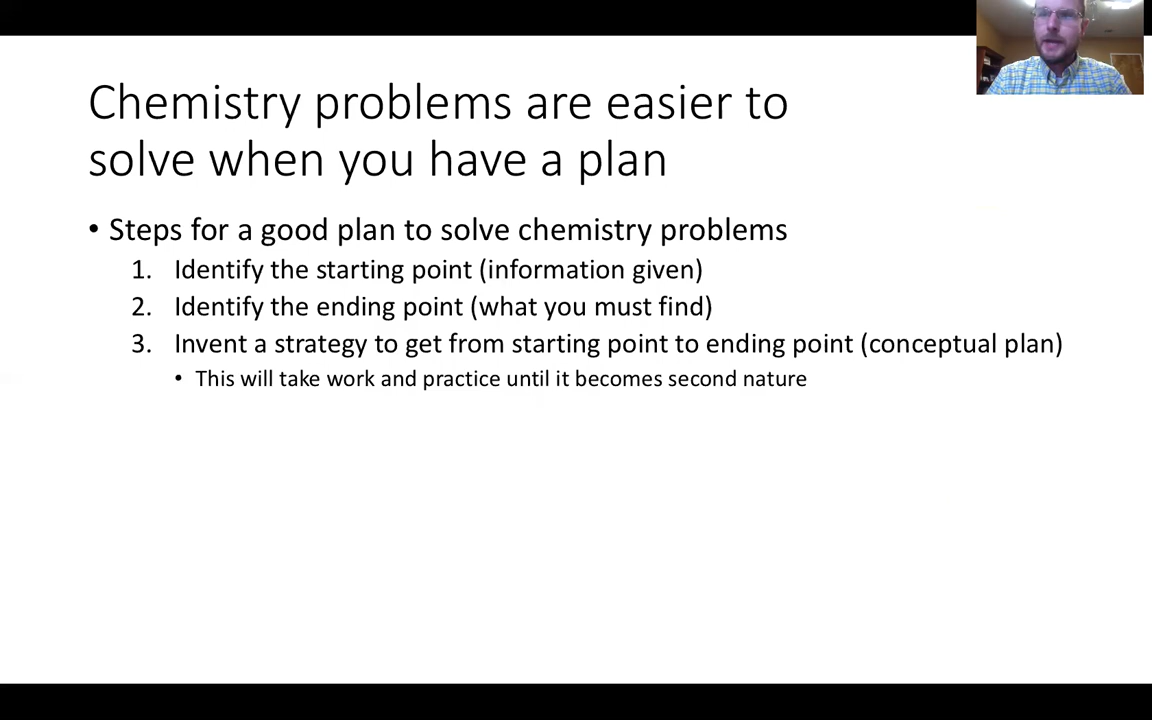 Chemistry problems are easier to
solve when you have a plan
• Steps for a good plan to solve chemistry problems
1. Identify the starting point (information given)
2. Identify the ending point (what you must find)
3. Invent a strategy to get from starting point to ending point (conceptual plan)
• This will take work and practice until it becomes second nature